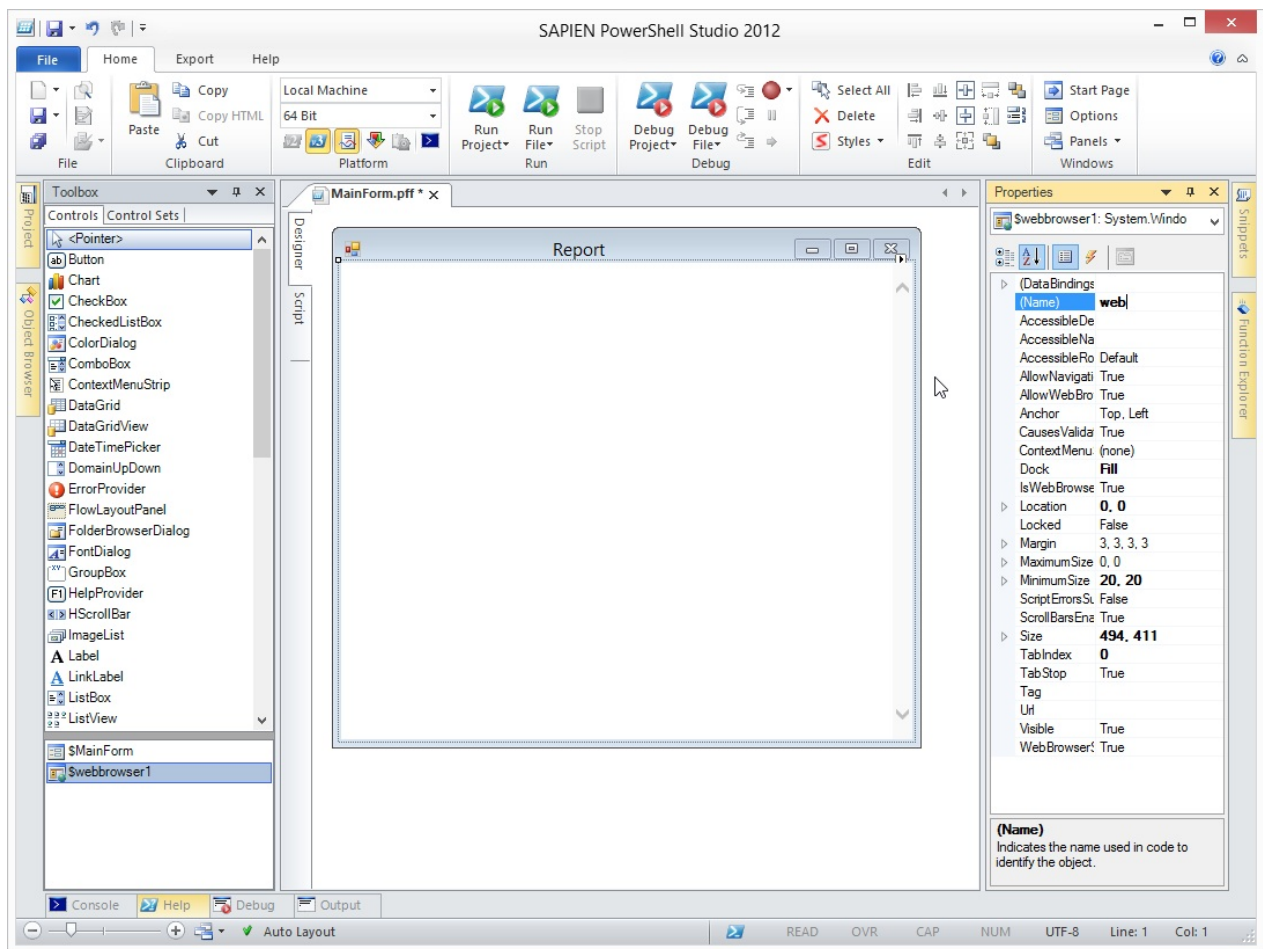 SAPIEN PowerShell Studio 2012
File Home Export Help
Copy
Copy HTML
Cut
Paste
Local Machine
64 Bit
Run Project
Run File
Stop Script
Debug Project
Debug File
Select All
Delete
Styles
Start Page
Options
Panels
File Clipboard Platform Run Debug Edit Windows
Project
Object Browser
Toolbox
Controls Control Sets
<Pointer>
Button
Chart
CheckBox
CheckedListBox
ColorDialog
ComboBox
ContextMenuStrip
DataGrid
DataGridView
DateTimePicker
DomainUpDown
ErrorProvider
FlowLayoutPanel
FolderBrowserDialog
FontDialog
GroupBox
HelpProvider
HScrollBar
ImageList
Label
LinkLabel
ListBox
ListView
$MainForm
$webbrowser1
MainForm.pff *
Designer
Script
Report
Properties
$webbrowser1: System.Windo
(DataBindings
(Name) web
AccessibleDe
AccessibleNa
AccessibleRo Default
AllowNavigati True
AllowWebBro True
Anchor Top, Left
CausesValida True
ContextMenu (none)
Dock Fill
IsWebBrowse True
Location 0, 0
Locked False
Margin 3, 3, 3, 3
MaximumSize 0, 0
MinimumSize 20, 20
ScriptErrorsSu False
ScrollBarsEna True
Size 494, 411
TabIndex 0
TabStop True
Tag
Url
Visible True
WebBrowserS True
(Name)
Indicates the name used in code to
identify the object.
Snippets
Function Explorer
Console Help Debug Output
Auto Layout READ OVR CAP NUM UTF-8 Line: 1 Col: 1